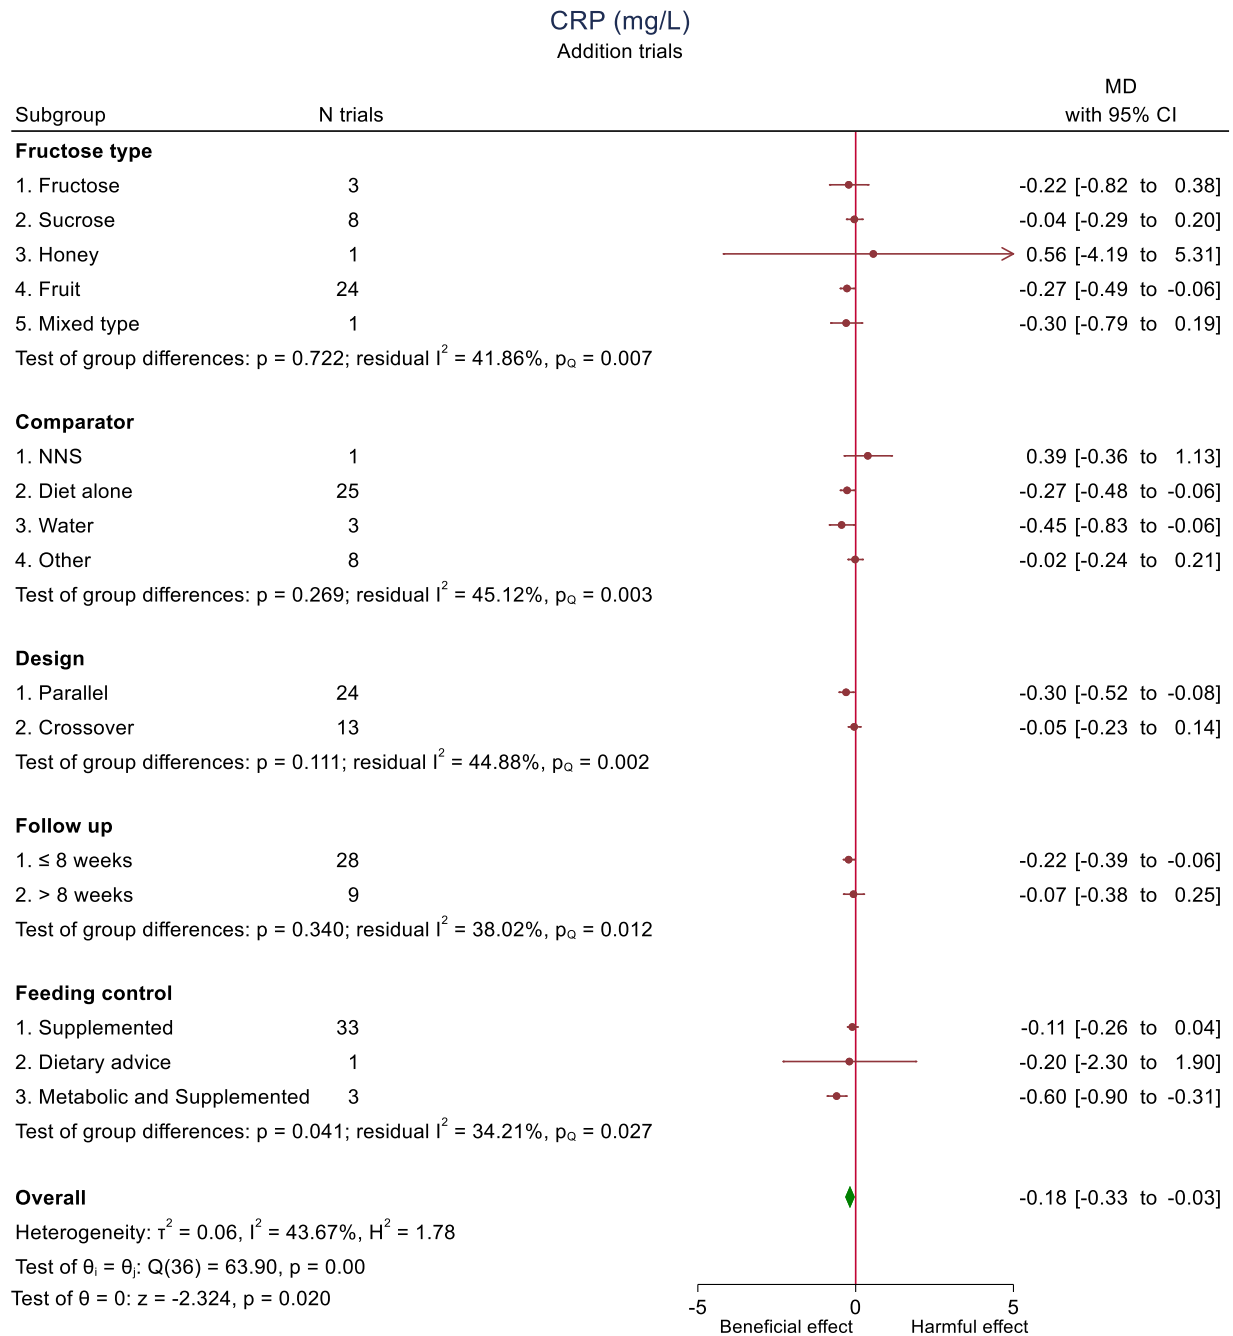 CRP (mg/L)
Addition trials
MD
Subgroup N trials with 95% CI
Fructose type
1. Fructose 3 -0.22 [-0.82 to 0.38]
2. Sucrose 8 -0.04 [-0.29 to 0.20]
3. Honey 1 0.56 [-4.19 to 5.31]
4. Fruit 24 -0.27 [-0.49 to -0.06]
5. Mixed type 1 -0.30 [-0.79 to 0.19]
Test of group differences: p = 0.722; residual I² = 41.86%, pQ = 0.007
Comparator
1. NNS 1 0.39 [-0.36 to 1.13]
2. Diet alone 25 -0.27 [-0.48 to -0.06]
3. Water 3 -0.45 [-0.83 to -0.06]
4. Other 8 -0.02 [-0.24 to 0.21]
Test of group differences: p = 0.269; residual I² = 45.12%, pQ = 0.003
Design
1. Parallel 24 -0.30 [-0.52 to -0.08]
2. Crossover 13 -0.05 [-0.23 to 0.14]
Test of group differences: p = 0.111; residual I² = 44.88%, pQ = 0.002
Follow up
1. ≤ 8 weeks 28 -0.22 [-0.39 to -0.06]
2. > 8 weeks 9 -0.07 [-0.38 to 0.25]
Test of group differences: p = 0.340; residual I² = 38.02%, pQ = 0.012
Feeding control
1. Supplemented 33 -0.11 [-0.26 to 0.04]
2. Dietary advice 1 -0.20 [-2.30 to 1.90]
3. Metabolic and Supplemented 3 -0.60 [-0.90 to -0.31]
Test of group differences: p = 0.041; residual I² = 34.21%, pQ = 0.027
Overall -0.18 [-0.33 to -0.03]
Heterogeneity: τ² = 0.06, I² = 43.67%, H² = 1.78
Test of θᵢ = θⱼ: Q(36) = 63.90, p = 0.00
Test of θ = 0: z = -2.324, p = 0.020
-5 0 5
Beneficial effect Harmful effect